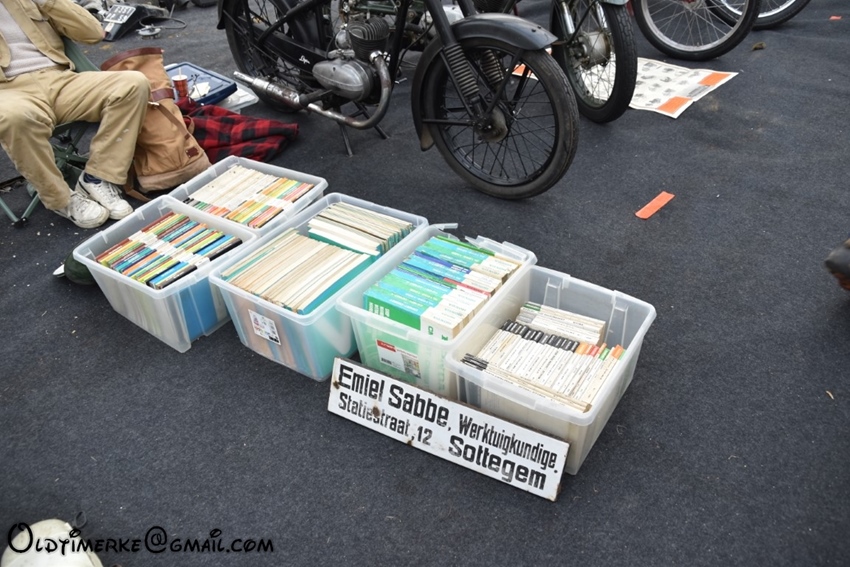 Emiel Sabbe, Werktuigkundige.
Statiestraat, 12 Sottegem
Oldtimerke@gmail.com